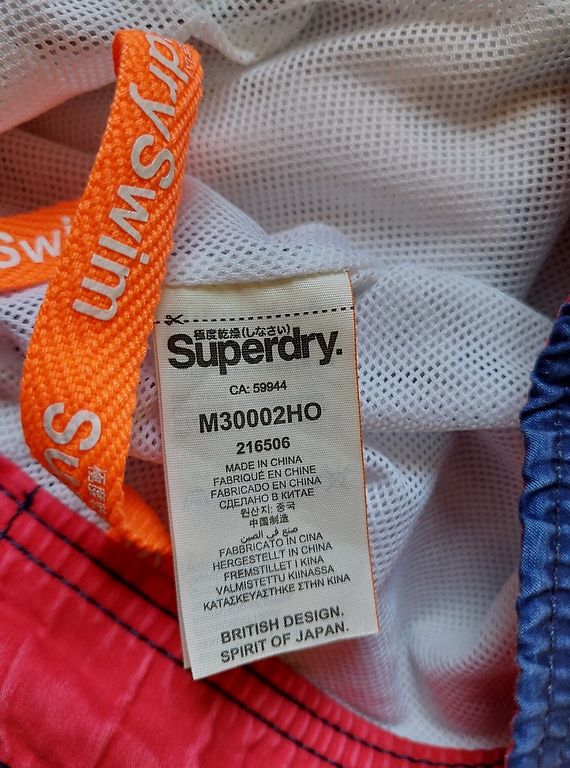 drySwim
Swi
Su
極度乾燥(しなさい)
Superdry.
CA: 59944
M30002HO
216506
MADE IN CHINA
FABRIQUÉ EN CHINE
FABRICADO EN CHINA
СДЕЛАНО В КИТАЕ
원산지: 중국
中国制造
صنع في الصين
FABBRICATO IN CINA
HERGESTELLT IN CHINA
FREMSTILLET I KINA
VALMISTETTU KIINASSA
ΚΑΤΑΣΚΕΥΑΣΤΗΚΕ ΣΤΗΝ ΚΙΝΑ
BRITISH DESIGN.
SPIRIT OF JAPAN.